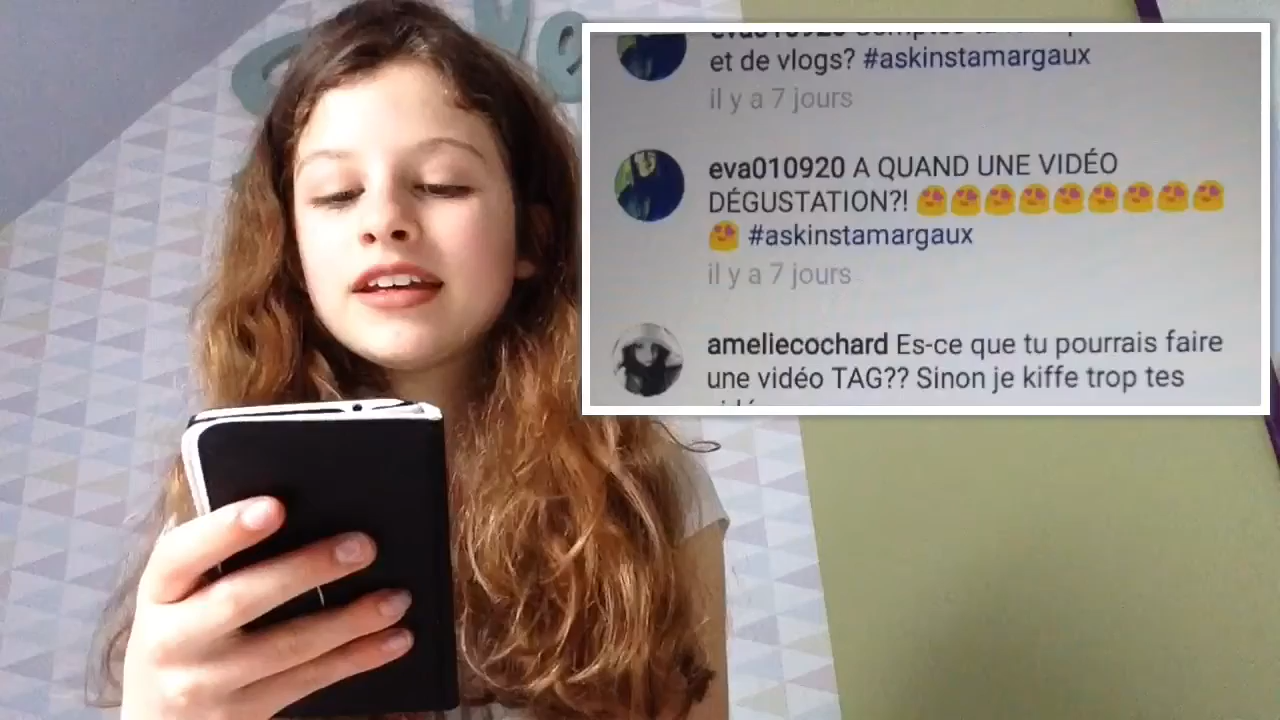 et de vlogs? #askinstamargaux
il y a 7 jours
eva010920 A QUAND UNE VIDÉO
DÉGUSTATION?! 😍😍😍😍😍😍😍😍😍
😍 #askinstamargaux
il y a 7 jours
ameliecochard Es-ce que tu pourrais faire
une vidéo TAG?? Sinon je kiffe trop tes